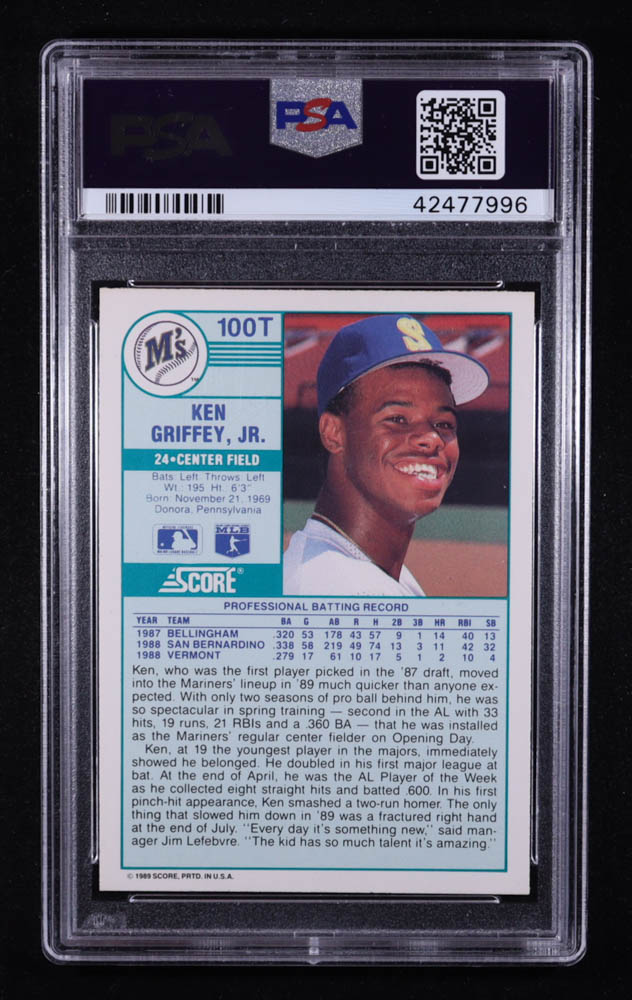 PSA
PSA
42477996
M's
TM
100T
S
KEN
GRIFFEY, JR.
24•CENTER FIELD
Bats: Left Throws: Left
Wt.: 195 Ht. 6'3"
Born: November 21, 1969
Donora, Pennsylvania
MLB
SCORE®
PROFESSIONAL BATTING RECORD
YEAR TEAM BA G AB R H 2B 3B HR RBI SB
1987 BELLINGHAM .320 53 178 43 57 9 1 14 40 13
1988 SAN BERNARDINO .338 58 219 49 74 13 3 11 42 32
1988 VERMONT .279 17 61 10 17 5 1 2 10 4
Ken, who was the first player picked in the '87 draft, moved
into the Mariners' lineup in '89 much quicker than anyone ex-
pected. With only two seasons of pro ball behind him, he was
so spectacular in spring training — second in the AL with 33
hits, 19 runs, 21 RBIs and a .360 BA — that he was installed
as the Mariners' regular center fielder on Opening Day.
Ken, at 19 the youngest player in the majors, immediately
showed he belonged. He doubled in his first major league at
bat. At the end of April, he was the AL Player of the Week
as he collected eight straight hits and batted .600. In his first
pinch-hit appearance, Ken smashed a two-run homer. The only
thing that slowed him down in '89 was a fractured right hand
at the end of July. "Every day it's something new," said man-
ager Jim Lefebvre. "The kid has so much talent it's amazing."
© 1989 SCORE, PRTD. IN U.S.A.